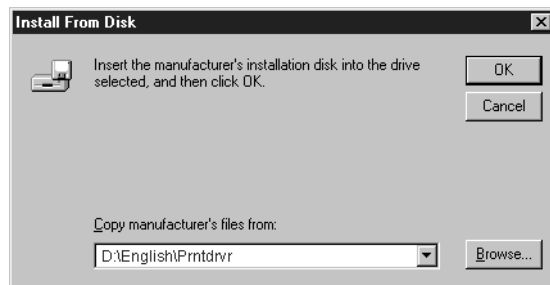 Install From Disk
Insert the manufacturer's installation disk into the drive
selected, and then click OK.
OK
Cancel
Copy manufacturer's files from:
D:\English\Prntdrvr
Browse...